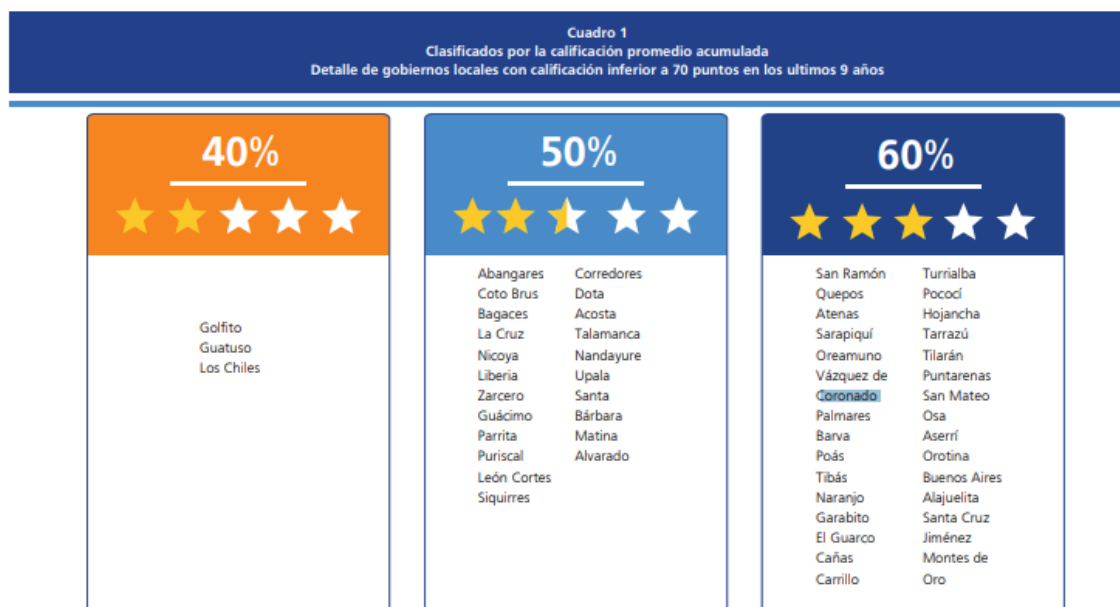 Cuadro 1
Clasificados por la calificación promedio acumulada
Detalle de gobiernos locales con calificación inferior a 70 puntos en los ultimos 9 años
40%
Golfito
Guatuso
Los Chiles
50%
Abangares
Coto Brus
Bagaces
La Cruz
Nicoya
Liberia
Zarcero
Guácimo
Parrita
Puriscal
León Cortes
Siquirres
Corredores
Dota
Acosta
Talamanca
Nandayure
Upala
Santa
Bárbara
Matina
Alvarado
60%
San Ramón
Quepos
Atenas
Sarapiquí
Oreamuno
Vázquez de
Coronado
Palmares
Barva
Poás
Tibás
Naranjo
Garabito
El Guarco
Cañas
Carrillo
Turrialba
Pococí
Hojancha
Tarrazú
Tilarán
Puntarenas
San Mateo
Osa
Aserrí
Orotina
Buenos Aires
Alajuelita
Santa Cruz
Jiménez
Montes de
Oro